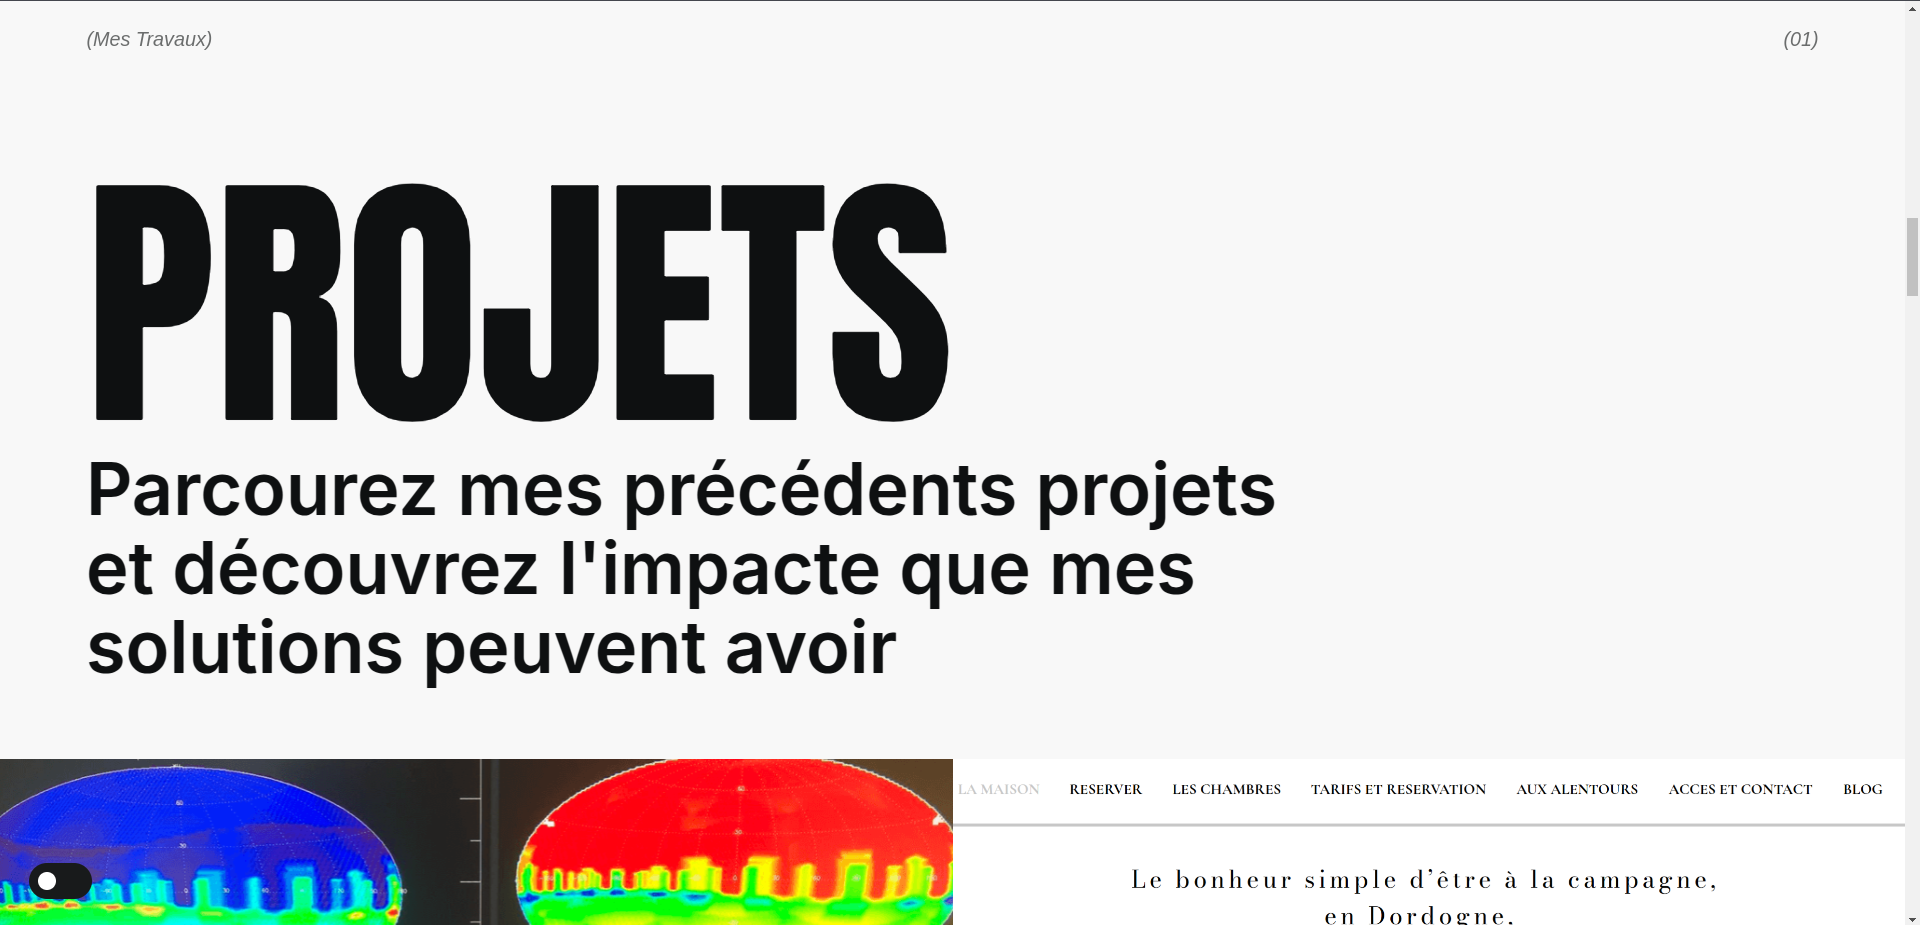 (Mes Travaux)
(01)
PROJETS
Parcourez mes précédents projets
et découvrez l'impacte que mes
solutions peuvent avoir
LA MAISON RESERVER LES CHAMBRES TARIFS ET RESERVATION AUX ALENTOURS ACCES ET CONTACT BLOG
Le bonheur simple d’être à la campagne,
en Dordogne.